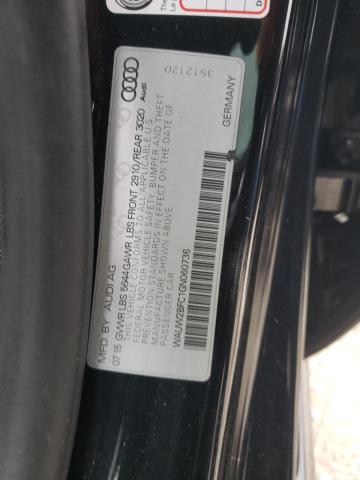 MFD BY AUDI AG
07 15 GVWR LBS 5644 GAWR LBS FRONT 2910/REAR 3020
THIS VEHICLE CONFORMS TO ALL APPLICABLE U.S.
FEDERAL MOTOR VEHICLE SAFETY, BUMPER AND THEFT
PREVENTION STANDARDS IN EFFECT ON THE DATE OF
MANUFACTURE SHOWN ABOVE
PASSENGER CAR
WAUW2BFC1GN060736
Audi
3512120
GERMANY